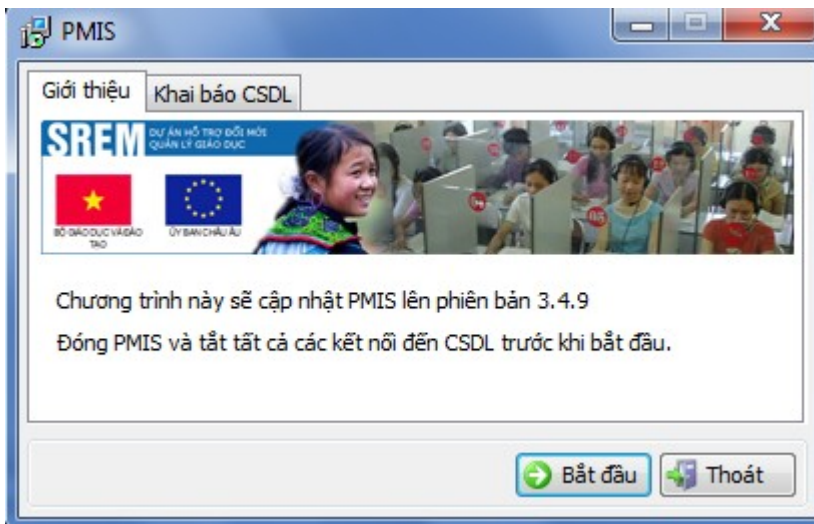 PMIS
Giới thiệu
Khai báo CSDL
SREM
DỰ ÁN HỖ TRỢ ĐỔI MỚI
QUẢN LÝ GIÁO DỤC
BỘ GIÁO DỤC VÀ ĐÀO
TẠO
ỦY BAN CHÂU ÂU
03
Chương trình này sẽ cập nhật PMIS lên phiên bản 3.4.9
Đóng PMIS và tắt tất cả các kết nối đến CSDL trước khi bắt đầu.
Bắt đầu
Thoát